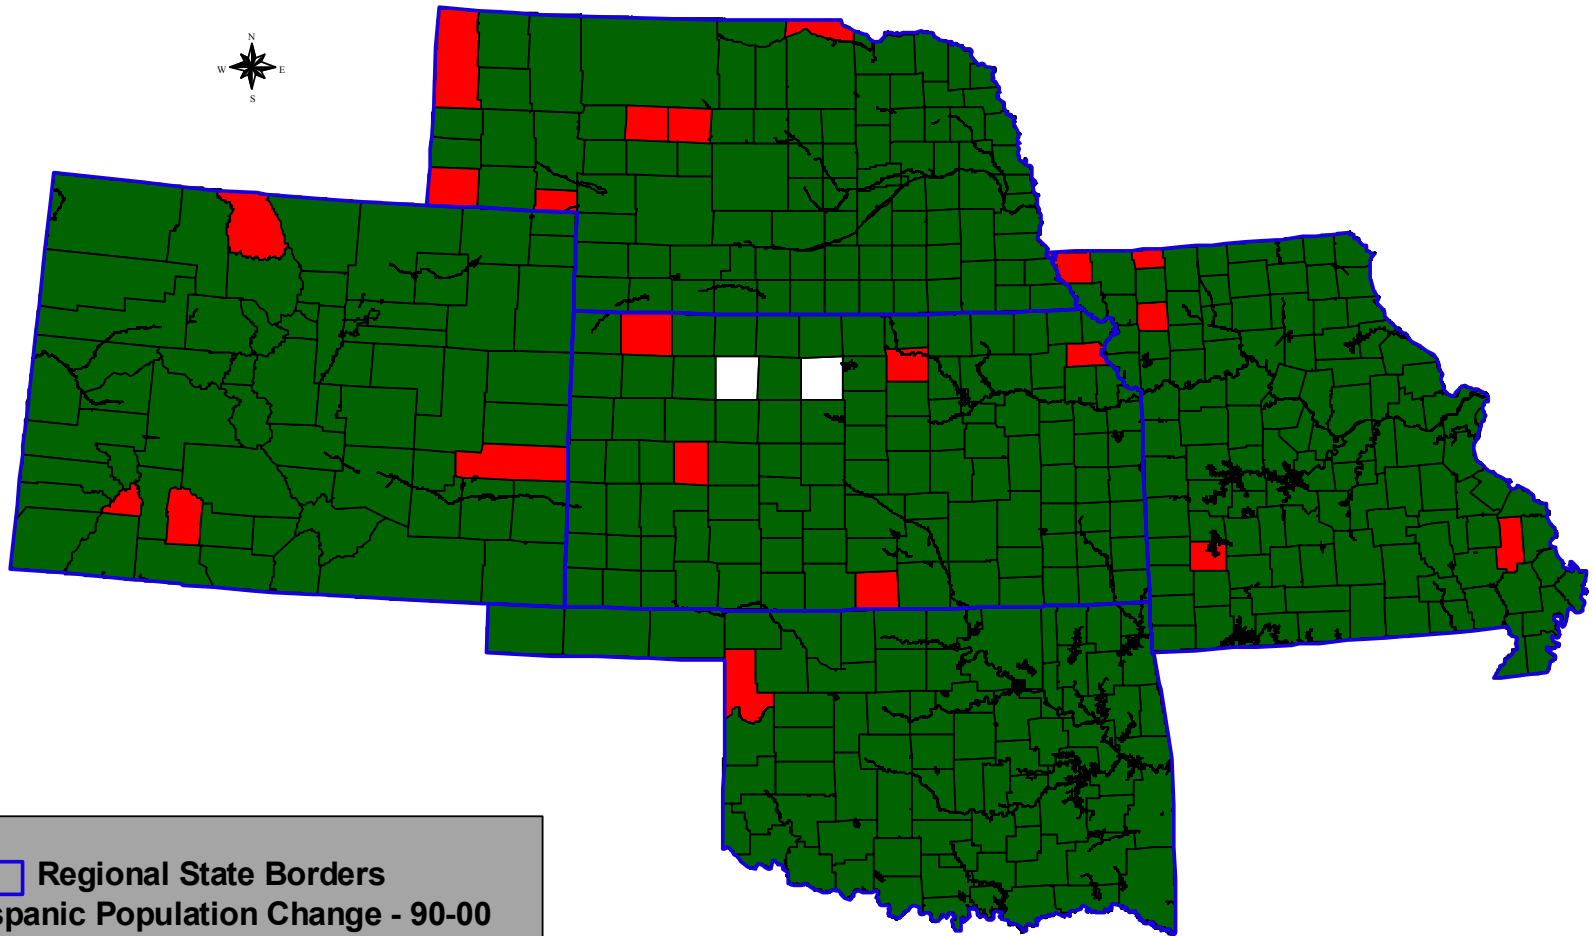 N
W E
S
Regional State Borders
spanic Population Change - 90-00